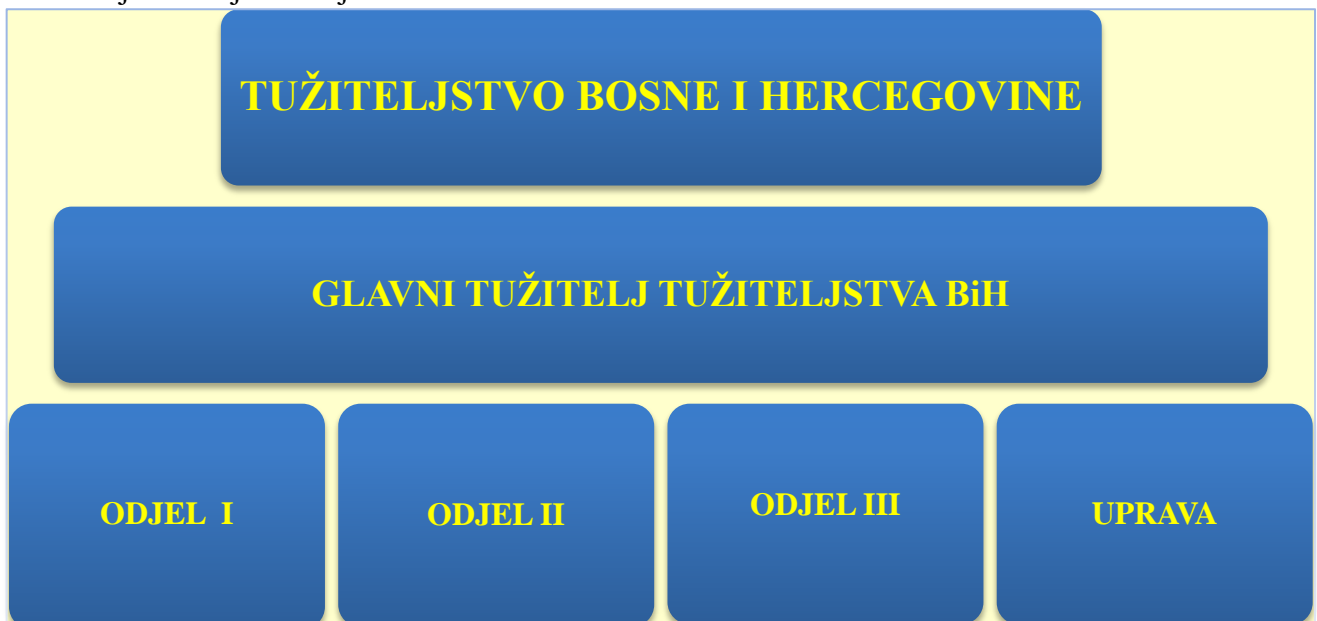 TUŽITELJSTVO BOSNE I HERCEGOVINE
GLAVNI TUŽITELJ TUŽITELJSTVA BiH
ODJEL I
ODJEL II
ODJEL III
UPRAVA